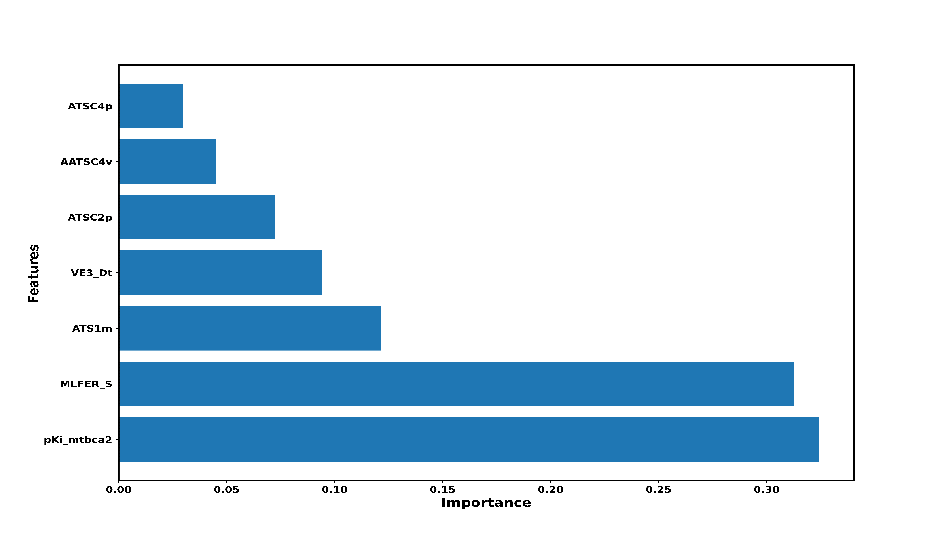 ATSC4p
AATSC4v
ATSC2p
VE3_Dt
ATS1m
MLFER_S
pKi_mtbca2
Features
0.00 0.05 0.10 0.15 0.20 0.25 0.30
Importance